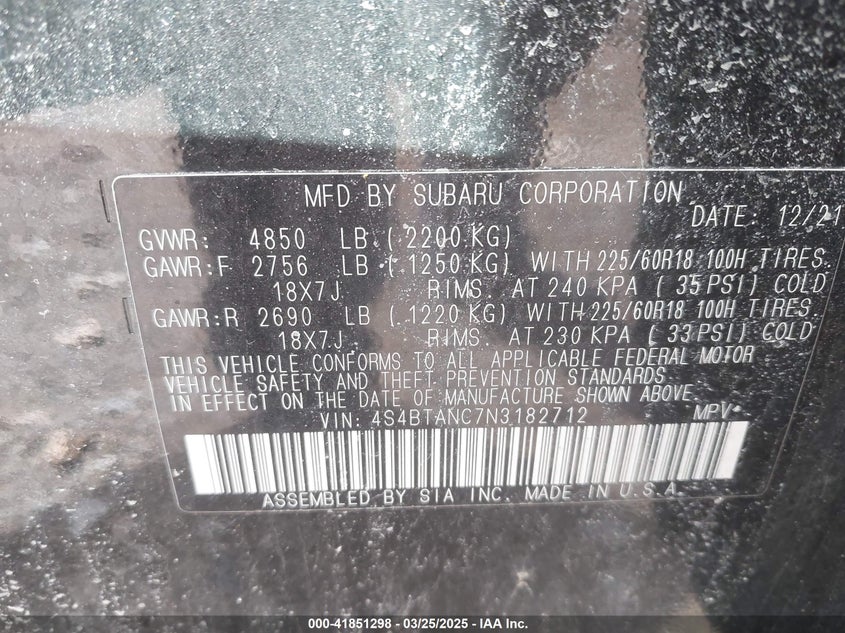 MFD BY SUBARU CORPORATION
DATE: 12/21
GVWR: 4850 LB ( 2200 KG)
GAWR:F 2756 LB ( 1250 KG) WITH 225/60R18 100H TIRES
18X7J RIMS. AT 240 KPA ( 35 PSI) COLD
GAWR:R 2690 LB ( 1220 KG) WITH 225/60R18 100H TIRES
18X7J RIMS. AT 230 KPA ( 33 PSI) COLD
THIS VEHICLE CONFORMS TO ALL APPLICABLE FEDERAL MOTOR
VEHICLE SAFETY AND THEFT PREVENTION STANDARDS
IN EFFECT ON THE DATE OF MANUFACTURE SHOWN ABOVE
VIN: 4S4BTANC7N3182712 MPV
ASSEMBLED BY SIA INC. MADE IN U.S.A.
000-41851298 - 03/25/2025 - IAA Inc.